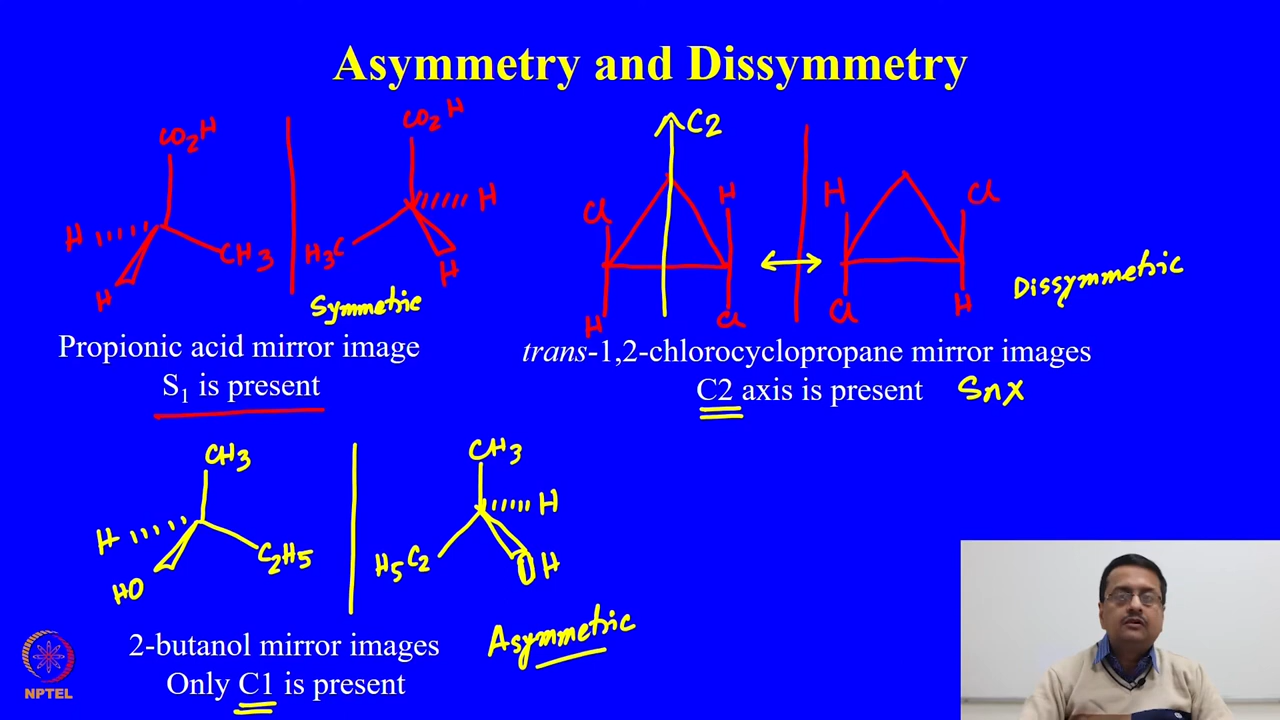 Asymmetry and Dissymmetry
CO2H
H
CH3
H
CO2H
H
H3C
H
Symmetric
Propionic acid mirror image
S1 is present
C2
Cl
H
H
Cl
H
Cl
Cl
H
Dissymmetric
trans-1,2-chlorocyclopropane mirror images
C2 axis is present Sn x
CH3
H
HO
C2H5
CH3
H
H5C2
OH
2-butanol mirror images
Only C1 is present
Asymmetric
NPTEL